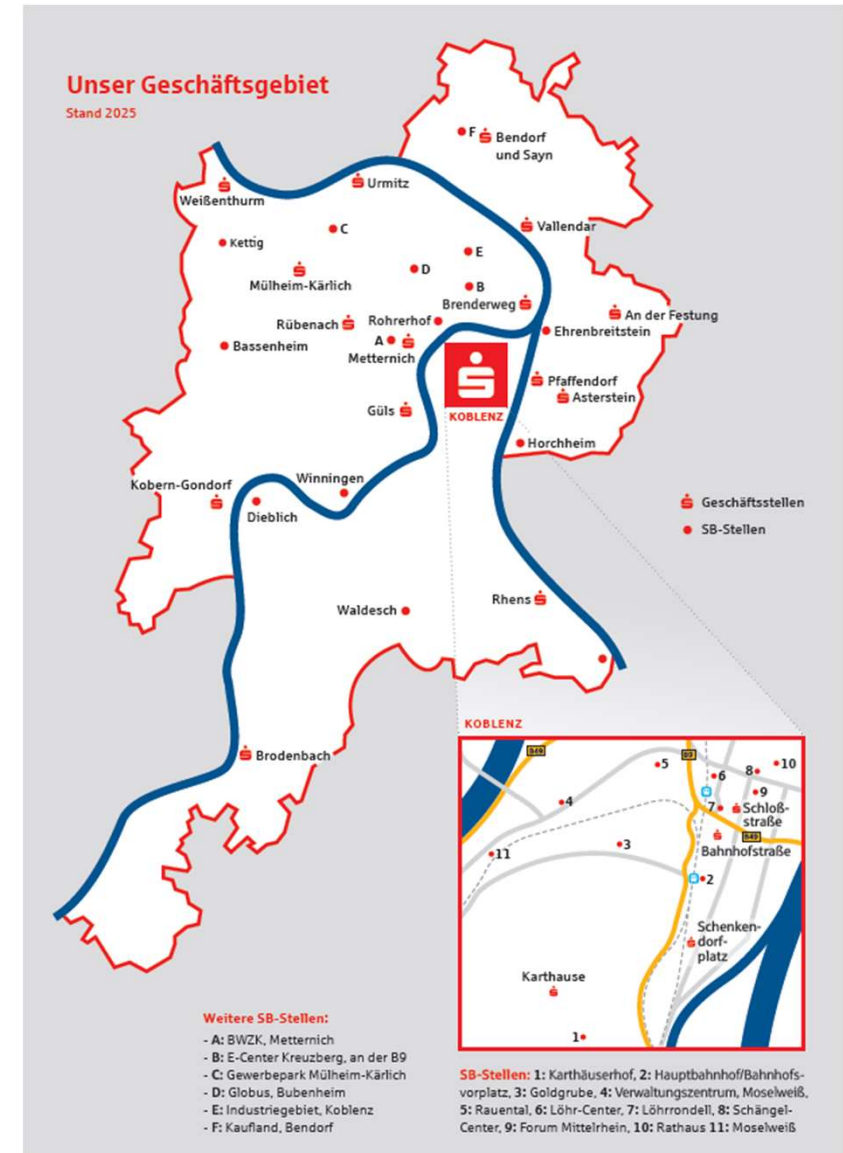 Unser Geschäftsgebiet
Stand 2025
F
Bendorf
und Sayn
Urmitz
Weißenthurm
Vallendar
C
Kettig
E
D
Mülheim-Kärlich
B
Brenderweg
An der Festung
Rübenach
Rohrerhof
Ehrenbreitstein
A
Bassenheim
Metternich
Pfaffendorf
Asterstein
Güls
KOBLENZ
Horchheim
Winningen
Kobern-Gondorf
Dieblich
Geschäftsstellen
SB-Stellen
Rhens
Waldesch
Brodenbach
KOBLENZ
B49
B9
5
6
8
10
9
4
7
Schloß-
straße
B49
3
Bahnhofstraße
11
2
Schenken-
dorf-
platz
Karthause
1
Weitere SB-Stellen:
- A: BWZK, Metternich
- B: E-Center Kreuzberg, an der B9
- C: Gewerbepark Mülheim-Kärlich
- D: Globus, Bubenheim
- E: Industriegebiet, Koblenz
- F: Kaufland, Bendorf
SB-Stellen: 1: Karthäuserhof, 2: Hauptbahnhof/Bahnhofs-
vorplatz, 3: Goldgrube, 4: Verwaltungszentrum, Moselweiß,
5: Rauental, 6: Löhr-Center, 7: Löhrrondell, 8: Schängel-
Center, 9: Forum Mittelrhein, 10: Rathaus 11: Moselweiß